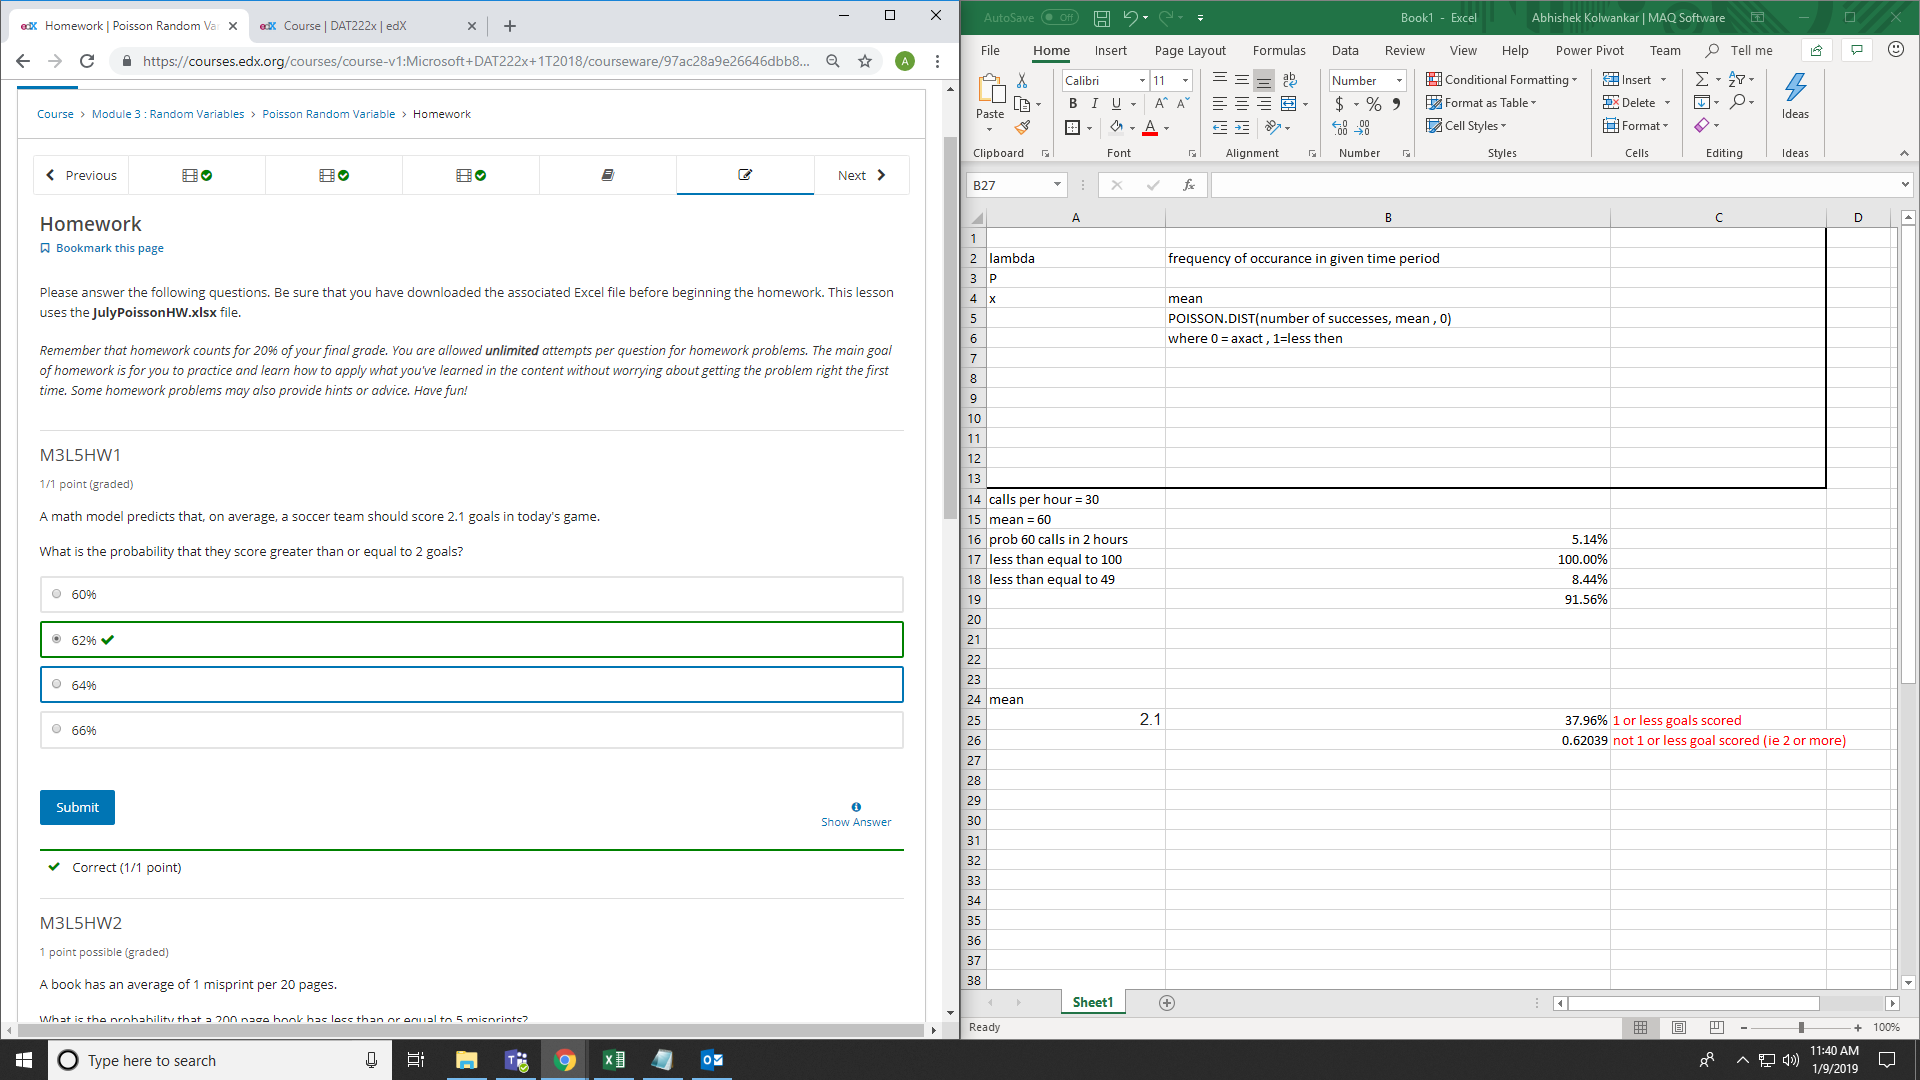 Homework | Poisson Random Va
Course | DAT222x | edX
https://courses.edx.org/courses/course-v1:Microsoft+DAT222x+1T2018/courseware/97ac28a9e26646dbb8...
A
Course > Module 3 : Random Variables > Poisson Random Variable > Homework
Previous
Next
Homework
Bookmark this page
Please answer the following questions. Be sure that you have downloaded the associated Excel file before beginning the homework. This lesson
uses the JulyPoissonHW.xlsx file.
Remember that homework counts for 20% of your final grade. You are allowed unlimited attempts per question for homework problems. The main goal
of homework is for you to practice and learn how to apply what you've learned in the content without worrying about getting the problem right the first
time. Some homework problems may also provide hints or advice. Have fun!
M3L5HW1
1/1 point (graded)
A math model predicts that, on average, a soccer team should score 2.1 goals in today's game.
What is the probability that they score greater than or equal to 2 goals?
60%
62%
64%
66%
Submit
Show Answer
Correct (1/1 point)
M3L5HW2
1 point possible (graded)
A book has an average of 1 misprint per 20 pages.
What is the probability that a 200 page book has less than or equal to 5 misprints?
AutoSave Off
Book1 - Excel
Abhishek Kolwankar | MAQ Software
File Home Insert Page Layout Formulas Data Review View Help Power Pivot Team Tell me
Paste
Clipboard
Calibri 11
B I U
Font
Alignment
Number
$ % 9
Number
Conditional Formatting
Format as Table
Cell Styles
Styles
Insert
Delete
Format
Cells
Editing
Ideas
Ideas
B27
fx
A B C D
1
2 lambda frequency of occurance in given time period
3 P
4 x mean
5 POISSON.DIST(number of successes, mean , 0)
6 where 0 = axact , 1=less then
7
8
9
10
11
12
13
14 calls per hour = 30
15 mean = 60
16 prob 60 calls in 2 hours 5.14%
17 less than equal to 100 100.00%
18 less than equal to 49 8.44%
19 91.56%
20
21
22
23
24 mean
25 2.1 37.96% 1 or less goals scored
26 0.62039 not 1 or less goal scored (ie 2 or more)
27
28
29
30
31
32
33
34
35
36
37
38
Sheet1
Ready
100%
Type here to search
11:40 AM
1/9/2019